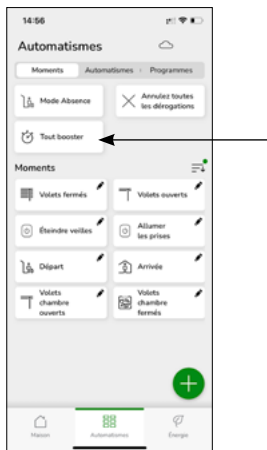 14:56
Automatismes
Moments Automatismes Programmes
Mode Absence
Annulez toutes
les dérogations
Tout booster
Moments
Volets fermés
Volets ouverts
Éteindre veilles
Allumer
les prises
Départ
Arrivée
Volets
chambre
ouverts
Volets
chambre
fermés
Maison
Automatismes
Énergie